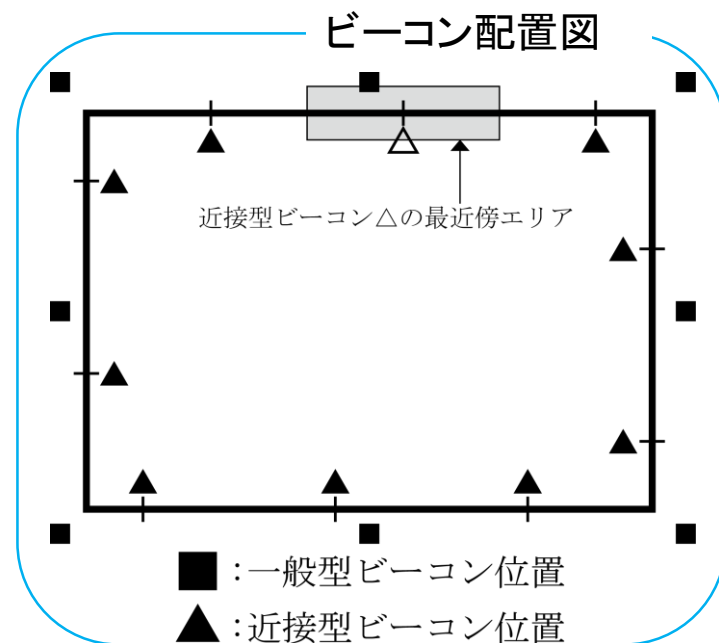 ビーコン配置図
近接型ビーコン△の最近傍エリア
■:一般型ビーコン位置
▲:近接型ビーコン位置